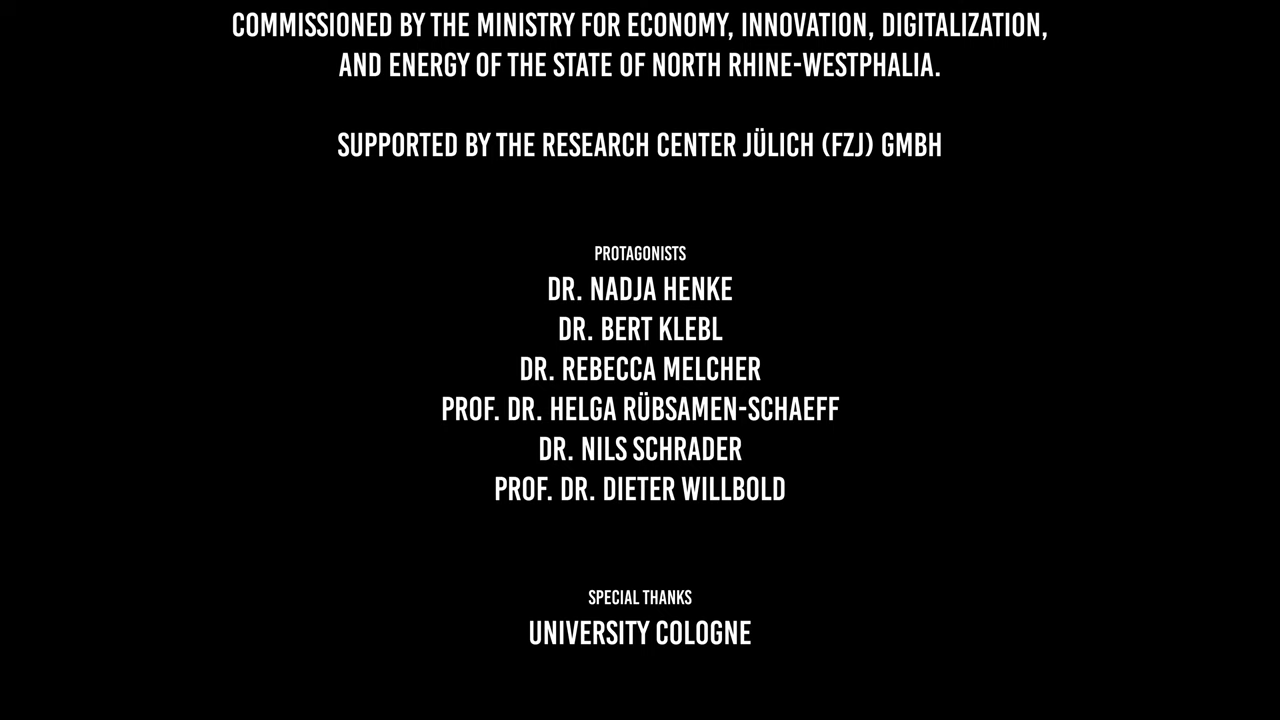 COMMISSIONED BY THE MINISTRY FOR ECONOMY, INNOVATION, DIGITALIZATION,
AND ENERGY OF THE STATE OF NORTH RHINE-WESTPHALIA.
SUPPORTED BY THE RESEARCH CENTER JÜLICH (FZJ) GMBH
PROTAGONISTS
DR. NADJA HENKE
DR. BERT KLEBL
DR. REBECCA MELCHER
PROF. DR. HELGA RÜBSAMEN-SCHAEFF
DR. NILS SCHRADER
PROF. DR. DIETER WILLBOLD
SPECIAL THANKS
UNIVERSITY COLOGNE